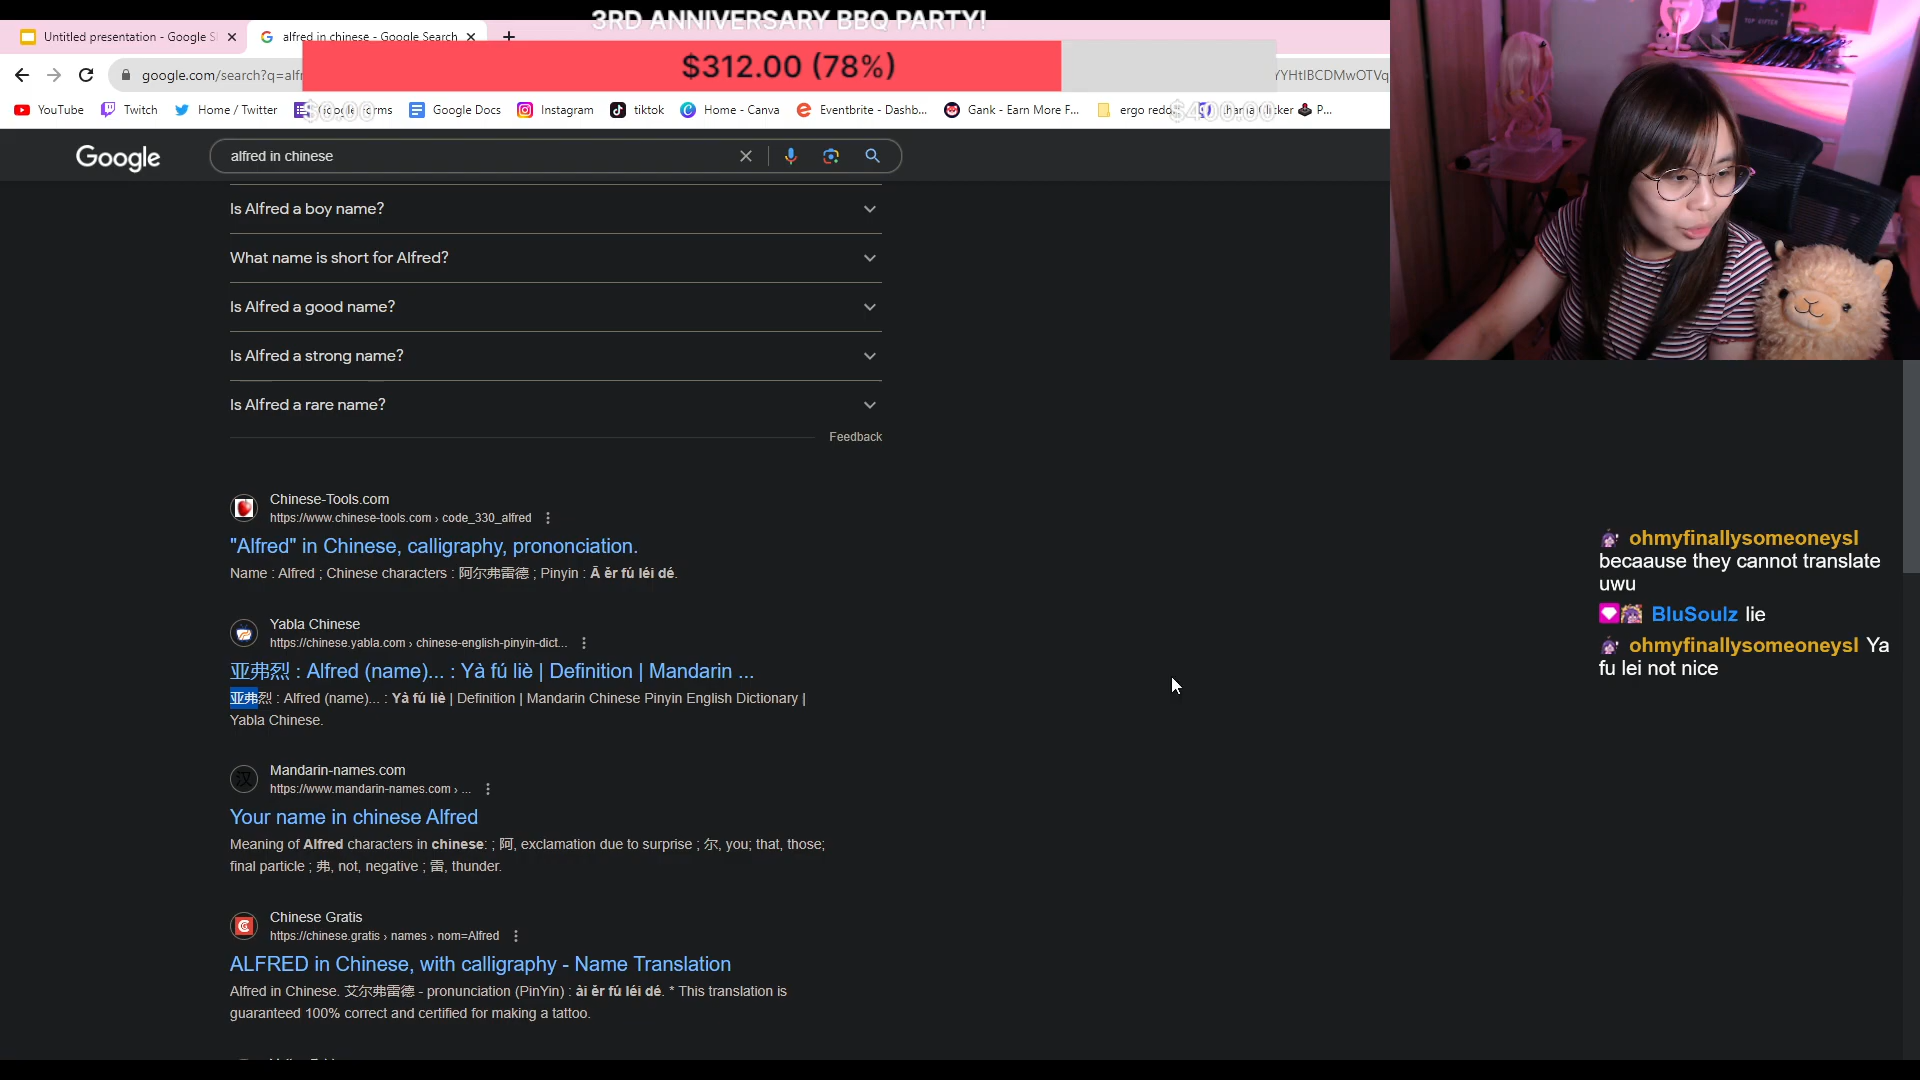 3RD ANNIVERSARY BBQ PARTY!
Untitled presentation - Google Sl
alfred in chinese - Google Search
$312.00 (78%)
google.com/search?q=alfr
YYHtIBCDMwOTVq
YouTube
Twitch
Home / Twitter
Google Forms
$0.00
Google Docs
Instagram
tiktok
Home - Canva
Eventbrite - Dashb...
Gank - Earn More F...
ergo reddit
$400.00
P...
Google
alfred in chinese
Is Alfred a boy name?
What name is short for Alfred?
Is Alfred a good name?
Is Alfred a strong name?
Is Alfred a rare name?
Feedback
Chinese-Tools.com
https://www.chinese-tools.com › code_330_alfred
"Alfred" in Chinese, calligraphy, prononciation.
Name : Alfred ; Chinese characters : 阿尔弗雷德 ; Pinyin : Ā ěr fú léi dé.
Yabla Chinese
https://chinese.yabla.com › chinese-english-pinyin-dict...
亚弗烈 : Alfred (name)... : Yà fú liè | Definition | Mandarin ...
亚弗烈 : Alfred (name)... : Yà fú liè | Definition | Mandarin Chinese Pinyin English Dictionary |
Yabla Chinese.
汉
Mandarin-names.com
https://www.mandarin-names.com › ...
Your name in chinese Alfred
Meaning of Alfred characters in chinese: ; 阿, exclamation due to surprise ; 尔, you; that, those;
final particle ; 弗, not, negative ; 雷, thunder.
Chinese Gratis
https://chinese.gratis › names › nom=Alfred
ALFRED in Chinese, with calligraphy - Name Translation
Alfred in Chinese. 艾尔弗雷德 - pronunciation (PinYin) : ài ěr fú léi dé. * This translation is
guaranteed 100% correct and certified for making a tattoo.
ohmyfinallysomeoneysl
becaause they cannot translate
uwu
BluSoulz lie
ohmyfinallysomeoneysl Ya
fu lei not nice